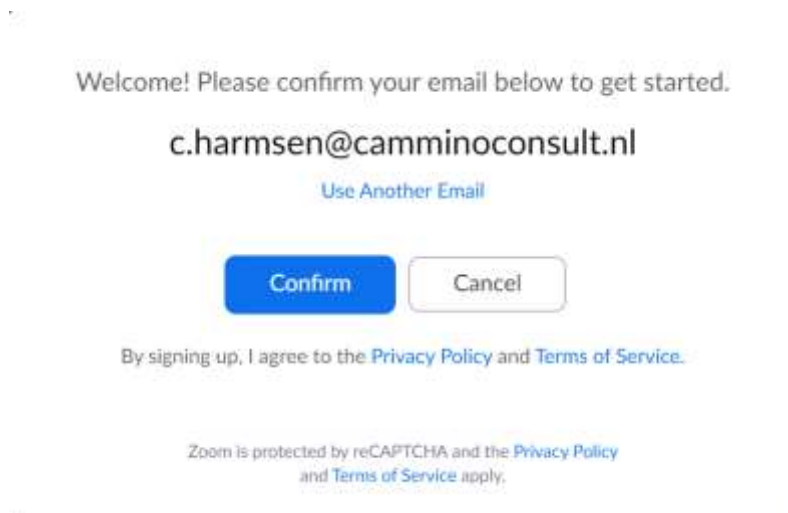 Welcome! Please confirm your email below to get started.
c.harmsen@camminoconsult.nl
Use Another Email
Confirm
Cancel
By signing up, I agree to the Privacy Policy and Terms of Service.
Zoom is protected by reCAPTCHA and the Privacy Policy
and Terms of Service apply.